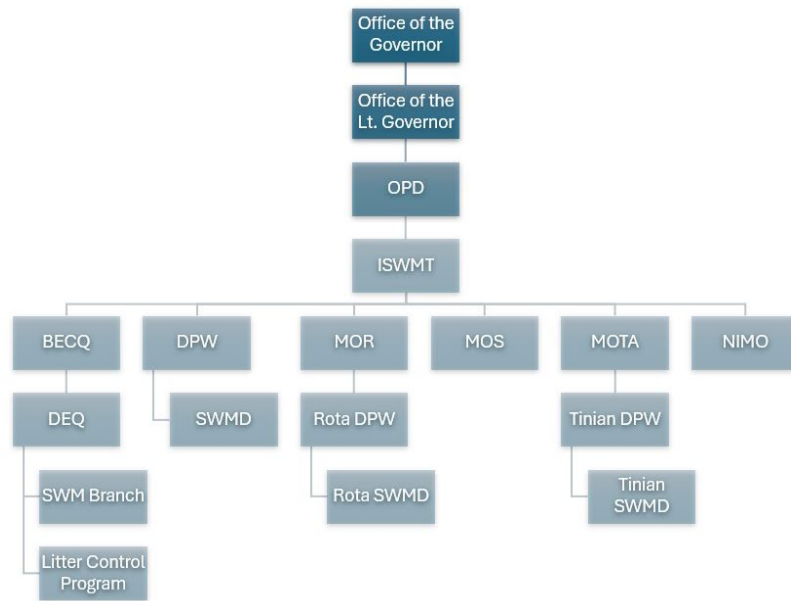 Office of the
Governor
Office of the
Lt. Governor
OPD
ISWMT
BECQ
DPW
MOR
MOS
MOTA
NIMO
DEQ
SWMD
Rota DPW
Tinian DPW
SWM Branch
Rota SWMD
Tinian
SWMD
Litter Control
Program